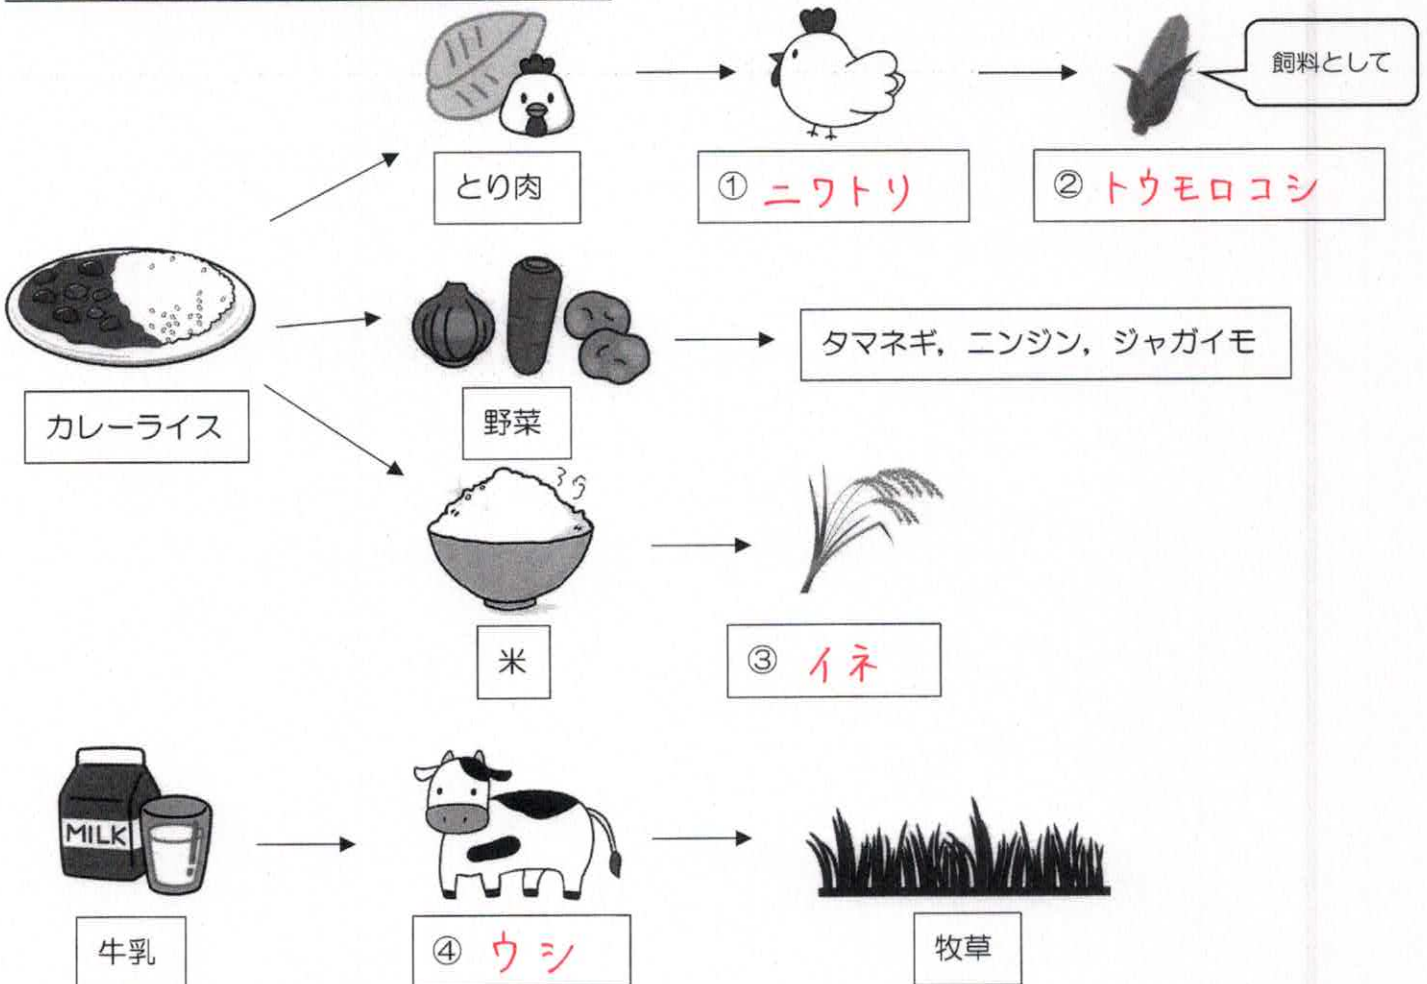 飼料として
とり肉
① ニワトリ
② トウモロコシ
タマネギ，ニンジン，ジャガイモ
カレーライス
野菜
米
③ イネ
MILK
牛乳
④ ウシ
牧草